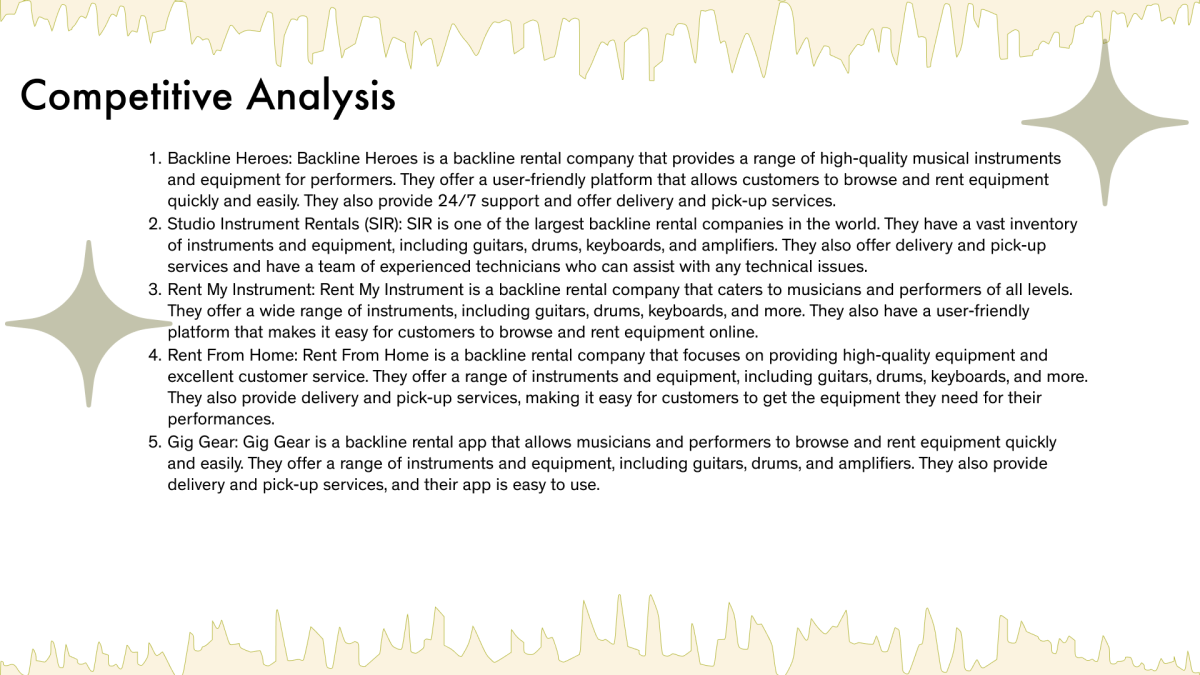 Competitive Analysis
1. Backline Heroes: Backline Heroes is a backline rental company that provides a range of high-quality musical instruments
and equipment for performers. They offer a user-friendly platform that allows customers to browse and rent equipment
quickly and easily. They also provide 24/7 support and offer delivery and pick-up services.
2. Studio Instrument Rentals (SIR): SIR is one of the largest backline rental companies in the world. They have a vast inventory
of instruments and equipment, including guitars, drums, keyboards, and amplifiers. They also offer delivery and pick-up
services and have a team of experienced technicians who can assist with any technical issues.
3. Rent My Instrument: Rent My Instrument is a backline rental company that caters to musicians and performers of all levels.
They offer a wide range of instruments, including guitars, drums, keyboards, and more. They also have a user-friendly
platform that makes it easy for customers to browse and rent equipment online.
4. Rent From Home: Rent From Home is a backline rental company that focuses on providing high-quality equipment and
excellent customer service. They offer a range of instruments and equipment, including guitars, drums, keyboards, and more.
They also provide delivery and pick-up services, making it easy for customers to get the equipment they need for their
performances.
5. Gig Gear: Gig Gear is a backline rental app that allows musicians and performers to browse and rent equipment quickly
and easily. They offer a range of instruments and equipment, including guitars, drums, and amplifiers. They also provide
delivery and pick-up services, and their app is easy to use.